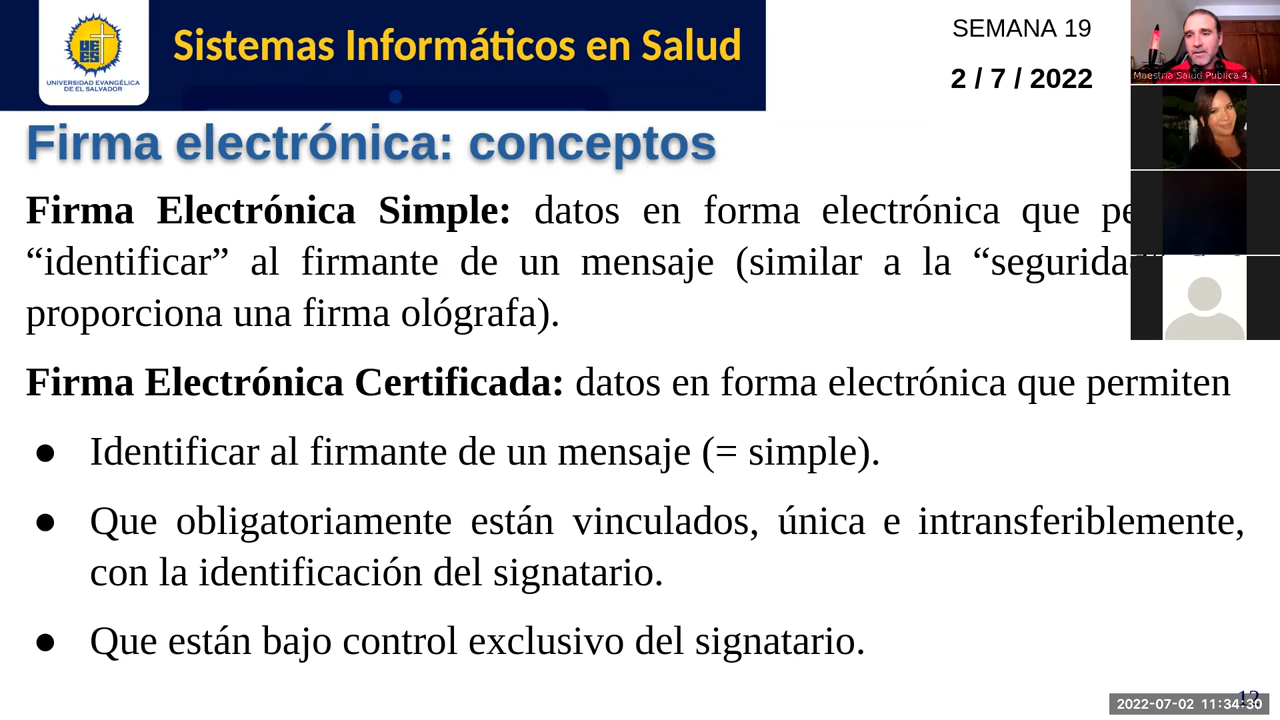 UNIVERSIDAD EVANGÉLICA
DE EL SALVADOR
Sistemas Informáticos en Salud
SEMANA 19
2 / 7 / 2022
Maestría Salud Publica 4
Firma electrónica: conceptos
Firma Electrónica Simple: datos en forma electrónica que
“identificar” al firmante de un mensaje (similar a la
proporciona una firma ológrafa).
Firma Electrónica Certificada: datos en forma electrónica que permiten
● Identificar al firmante de un mensaje (= simple).
● Que obligatoriamente están vinculados, única e intransferiblemente,
con la identificación del signatario.
● Que están bajo control exclusivo del signatario.
12
2022-07-02 11:34:30